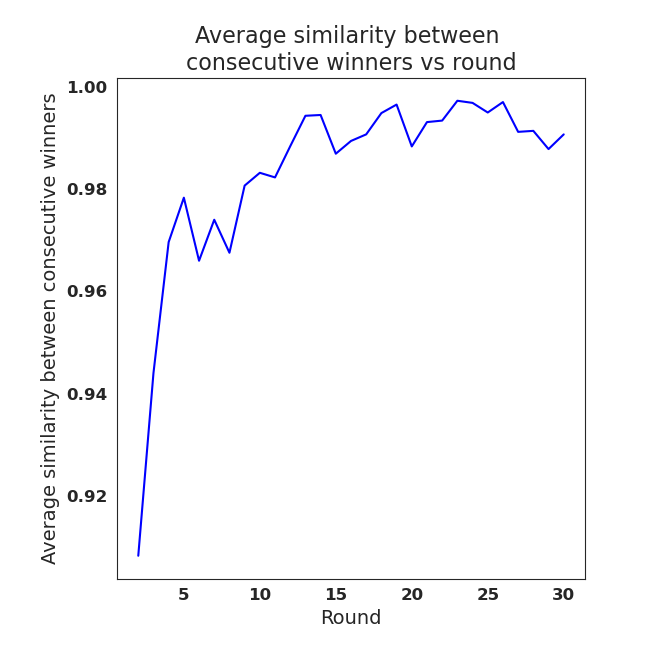 Average similarity between
consecutive winners vs round
Average similarity between consecutive winners
1.00
0.98
0.96
0.94
0.92
5 10 15 20 25 30
Round